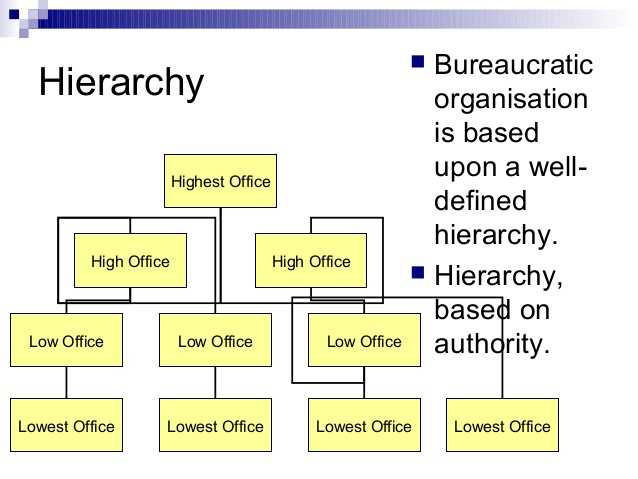 Hierarchy
Bureaucratic
organisation
is based
upon a well-
defined
hierarchy.
Hierarchy,
based on
authority.
Highest Office
High Office
High Office
Low Office
Low Office
Low Office
Lowest Office
Lowest Office
Lowest Office
Lowest Office